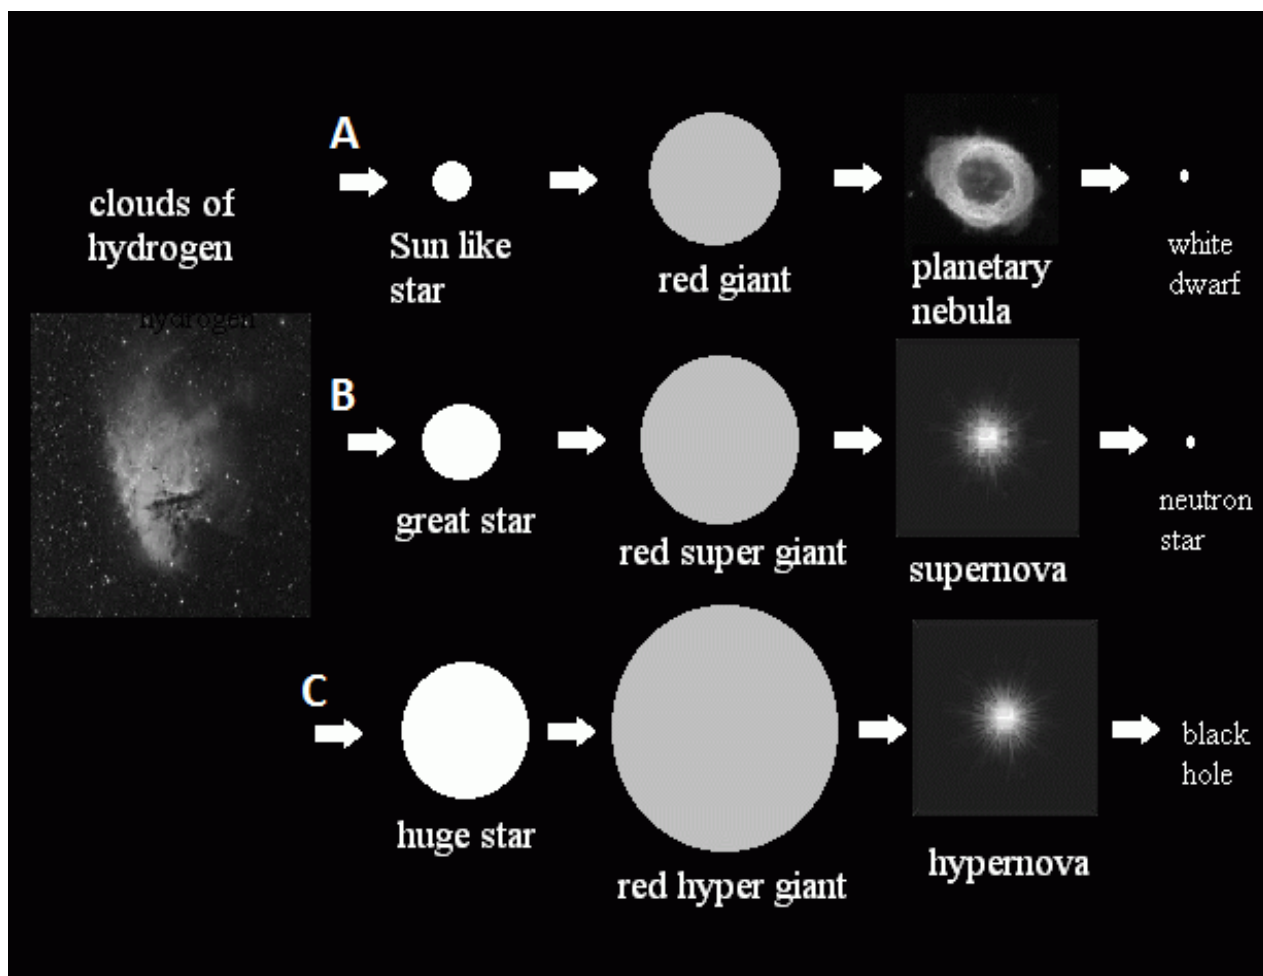 clouds of
hydrogen
hydrogen
A
Sun like
star
red giant
planetary
nebula
white
dwarf
B
great star
red super giant
supernova
neutron
star
C
huge star
red hyper giant
hypernova
black
hole